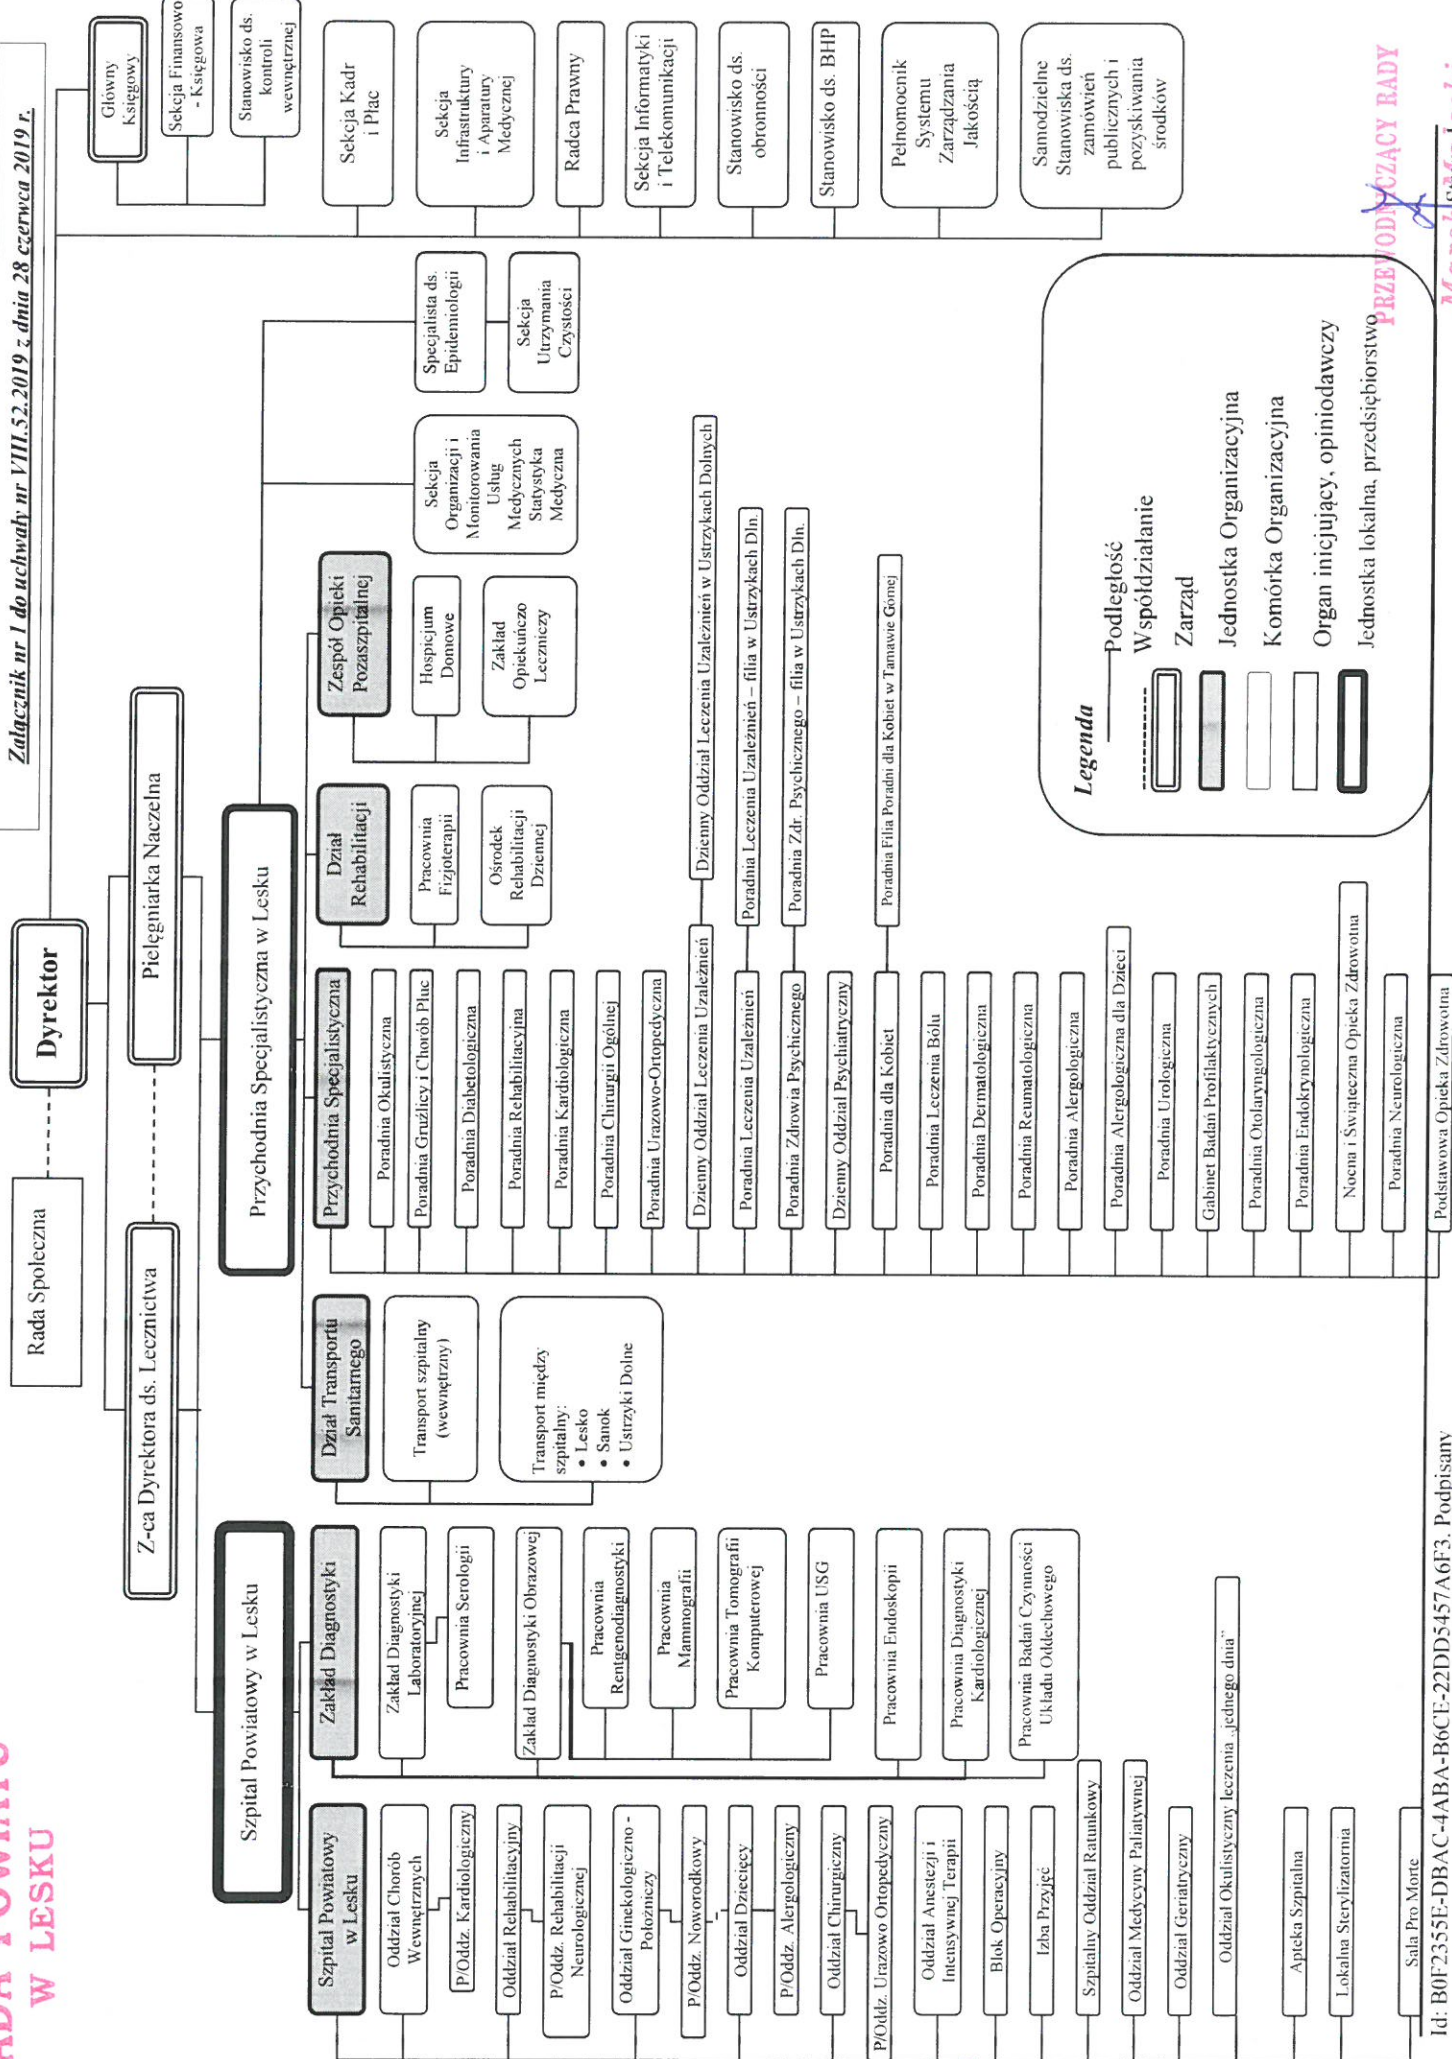 W LESKU
Załącznik nr 1 do uchwały nr VIII.52.2019 z dnia 28 czerwca 2019 r.
Rada Społeczna
Dyrektor
Z-ca Dyrektora ds. Lecznictwa
Pielęgniarka Naczelna
Główny
Księgowy
Sekcja Finansowo
- Księgowa
Stanowisko ds.
kontroli
wewnętrznej
Sekcja Kadr
i Płac
Sekcja
Infrastruktury
i Aparatury
Medycznej
Radca Prawny
Sekcja Informatyki
i Telekomunikacji
Stanowisko ds.
obronności
Stanowisko ds. BHP
Pełnomocnik
Systemu
Zarządzania
Jakością
Samodzielne
Stanowiska ds.
zamówień
publicznych i
pozyskiwania
środków
Szpital Powiatowy w Lesku
Przychodnia Specjalistyczna w Lesku
Szpital Powiatowy
w Lesku
Oddział Chorób
Wewnętrznych
P/Oddz. Kardiologiczny
Oddział Rehabilitacyjny
P/Oddz. Rehabilitacji
Neurologicznej
Oddział Ginekologiczno -
Położniczy
P/Oddz. Noworodkowy
Oddział Dziecięcy
P/Oddz. Alergologiczny
Oddział Chirurgiczny
P/Oddz. Urazowo Ortopedyczny
Oddział Anestezji i
Intensywnej Terapii
Blok Operacyjny
Izba Przyjęć
Szpitalny Oddział Ratunkowy
Oddział Medycyny Paliatywnej
Oddział Geriatryczny
Oddział Okulistyczny leczenia „jednego dnia”
Apteka Szpitalna
Lokalna Sterylizatornia
Sala Pro Morte
Zakład Diagnostyki
Zakład Diagnostyki
Laboratoryjnej
Pracownia Serologii
Zakład Diagnostyki Obrazowej
Pracownia
Rentgenodiagnostyki
Pracownia
Mammografii
Pracownia Tomografii
Komputerowej
Pracownia USG
Pracownia Endoskopii
Pracownia Diagnostyki
Kardiologicznej
Pracownia Badań Czynności
Układu Oddechowego
Dział Transportu
Sanitarnego
Transport szpitalny
(wewnętrzny)
Transport między
szpitalny:
• Lesko
• Sanok
• Ustrzyki Dolne
Przychodnia Specjalistyczna
Poradnia Okulistyczna
Poradnia Gruźlicy i Chorób Płuc
Poradnia Diabetologiczna
Poradnia Rehabilitacyjna
Poradnia Kardiologiczna
Poradnia Chirurgii Ogólnej
Poradnia Urazowo-Ortopedyczna
Dzienny Oddział Leczenia Uzależnień
Dzienny Oddział Leczenia Uzależnień w Ustrzykach Dolnych
Poradnia Leczenia Uzależnień
Poradnia Leczenia Uzależnień – filia w Ustrzykach Dln.
Poradnia Zdrowia Psychicznego
Poradnia Zdr. Psychicznego – filia w Ustrzykach Dln.
Dzienny Oddział Psychiatryczny
Poradnia dla Kobiet
Poradnia Filia Poradni dla Kobiet w Tarnawie Górnej
Poradnia Leczenia Bólu
Poradnia Dermatologiczna
Poradnia Reumatologiczna
Poradnia Alergologiczna
Poradnia Alergologiczna dla Dzieci
Poradnia Urologiczna
Gabinet Badań Profilaktycznych
Poradnia Otolaryngologiczna
Poradnia Endokrynologiczna
Nocna i Świąteczna Opieka Zdrowotna
Poradnia Neurologiczna
Podstawowa Opieka Zdrowotna
Dział
Rehabilitacji
Pracownia
Fizjoterapii
Ośrodek
Rehabilitacji
Dziennej
Zespół Opieki
Pozaszpitalnej
Hospicjum
Domowe
Zakład
Opiekuńczo
Leczniczy
Sekcja
Organizacji i
Monitorowania
Usług
Medycznych
Statystyka
Medyczna
Specjalista ds.
Epidemiologii
Sekcja
Utrzymania
Czystości
Legenda
Podległość
Współdziałanie
Zarząd
Jednostka Organizacyjna
Komórka Organizacyjna
Organ inicjujący, opiniodawczy
Jednostka lokalna, przedsiębiorstwo
PRZEWODNICZĄCY RADY
Id: B0F2355E-DBAC-4ABA-B6CE-22DD5457A6F3. Podpisany